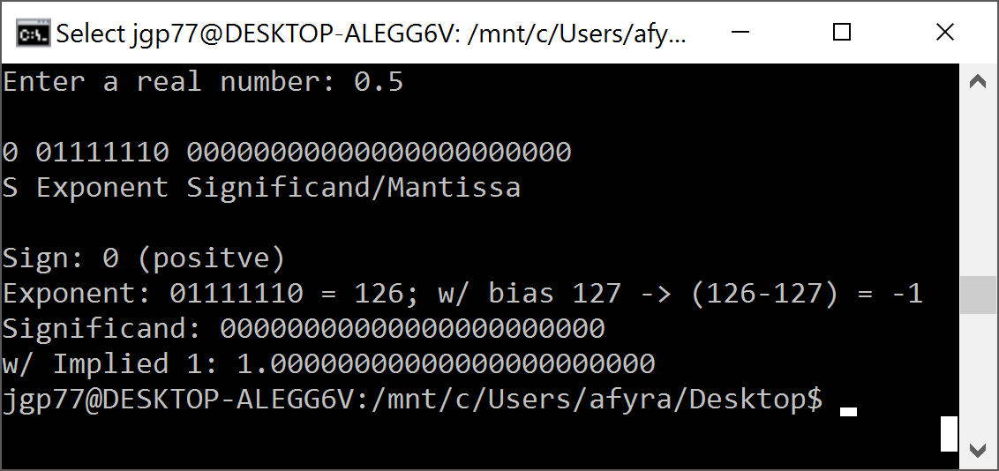 Select jgp77@DESKTOP-ALEGG6V: /mnt/c/Users/afy...
Enter a real number: 0.5
0 01111110 00000000000000000000000
S Exponent Significand/Mantissa
Sign: 0 (positve)
Exponent: 01111110 = 126; w/ bias 127 -> (126-127) = -1
Significand: 00000000000000000000000
w/ Implied 1: 1.00000000000000000000000
jgp77@DESKTOP-ALEGG6V:/mnt/c/Users/afyra/Desktop$